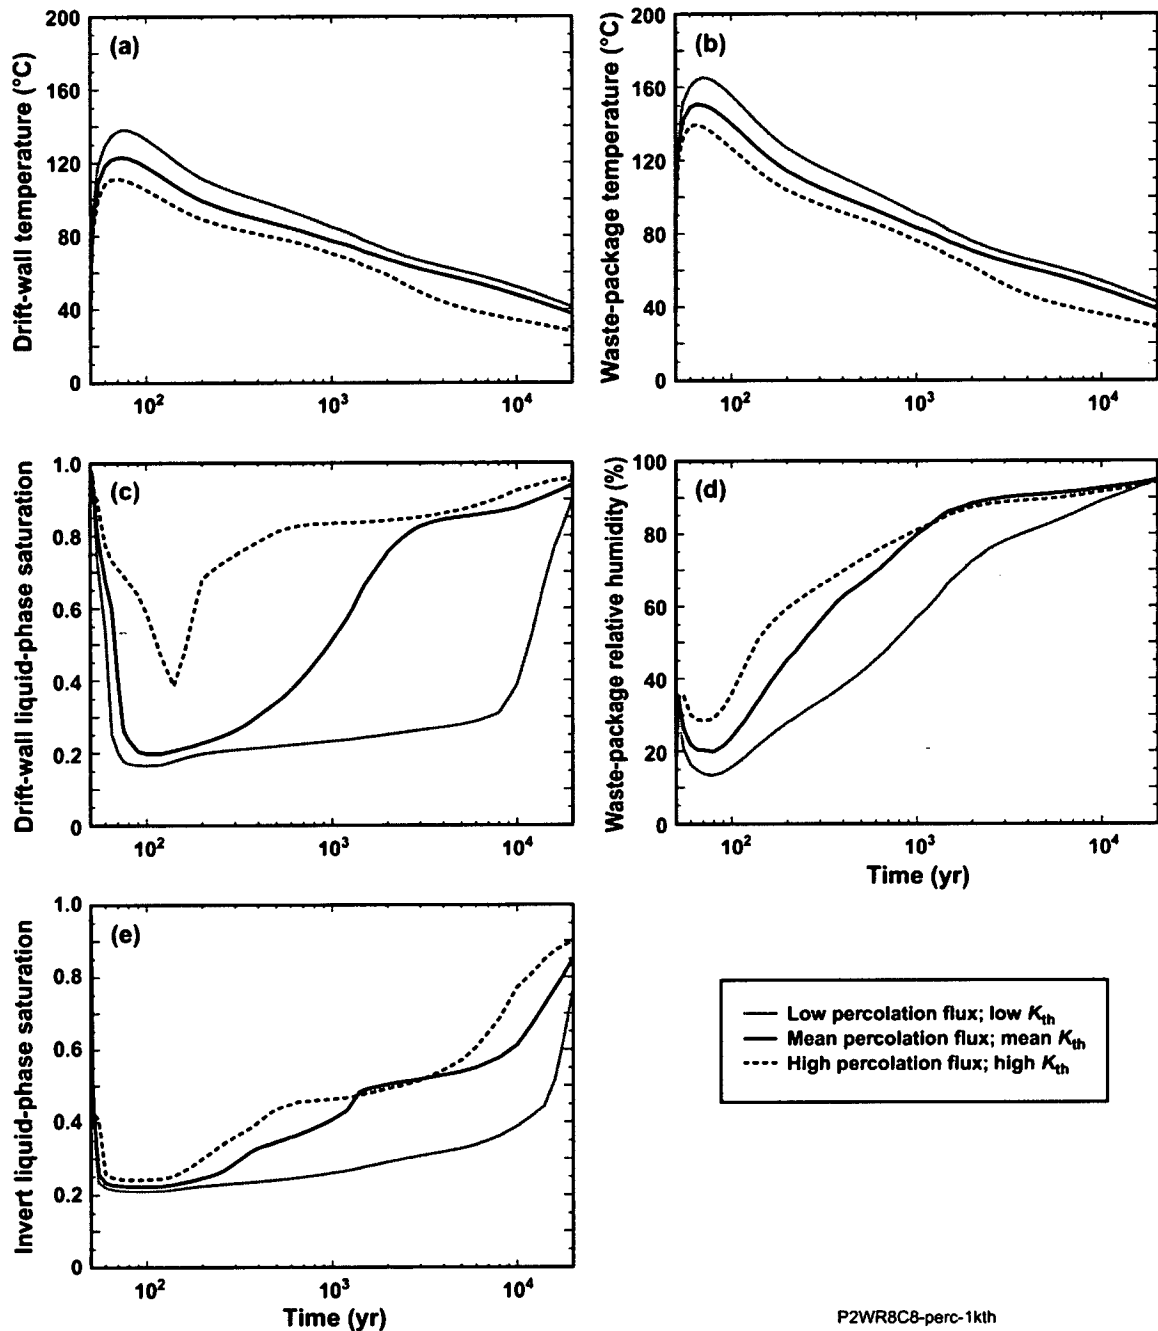 (a)
Drift-wall temperature (°C)
200
160
120
80
40
0
10²
10³
10⁴
(b)
Waste-package temperature (°C)
200
160
120
80
40
0
10²
10³
10⁴
(c)
Drift-wall liquid-phase saturation
1.0
0.8
0.6
0.4
0.2
0
10²
10³
10⁴
(d)
Waste-package relative humidity (%)
100
80
60
40
20
0
10²
10³
10⁴
Time (yr)
(e)
Invert liquid-phase saturation
1.0
0.8
0.6
0.4
0.2
0
10²
10³
10⁴
Time (yr)
Low percolation flux; low Kth
Mean percolation flux; mean Kth
High percolation flux; high Kth
P2WR8C8-perc-1kth